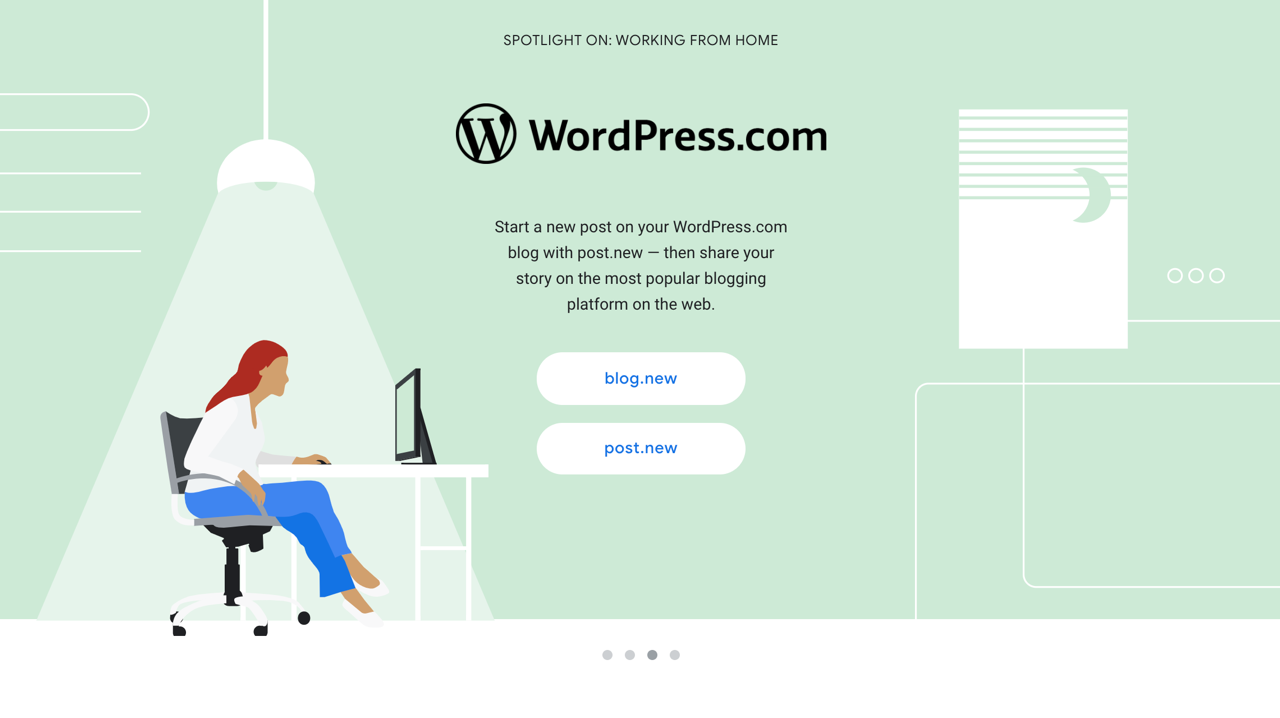 SPOTLIGHT ON: WORKING FROM HOME
WordPress.com
Start a new post on your WordPress.com
blog with post.new — then share your
story on the most popular blogging
platform on the web.
blog.new
post.new